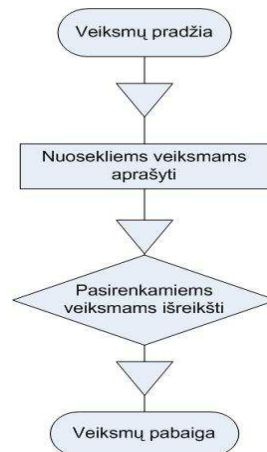 Veiksmų pradžia
Nuosekliems veiksmams
aprašyti
Pasirenkamiems
veiksmams išreikšti
Veiksmų pabaiga